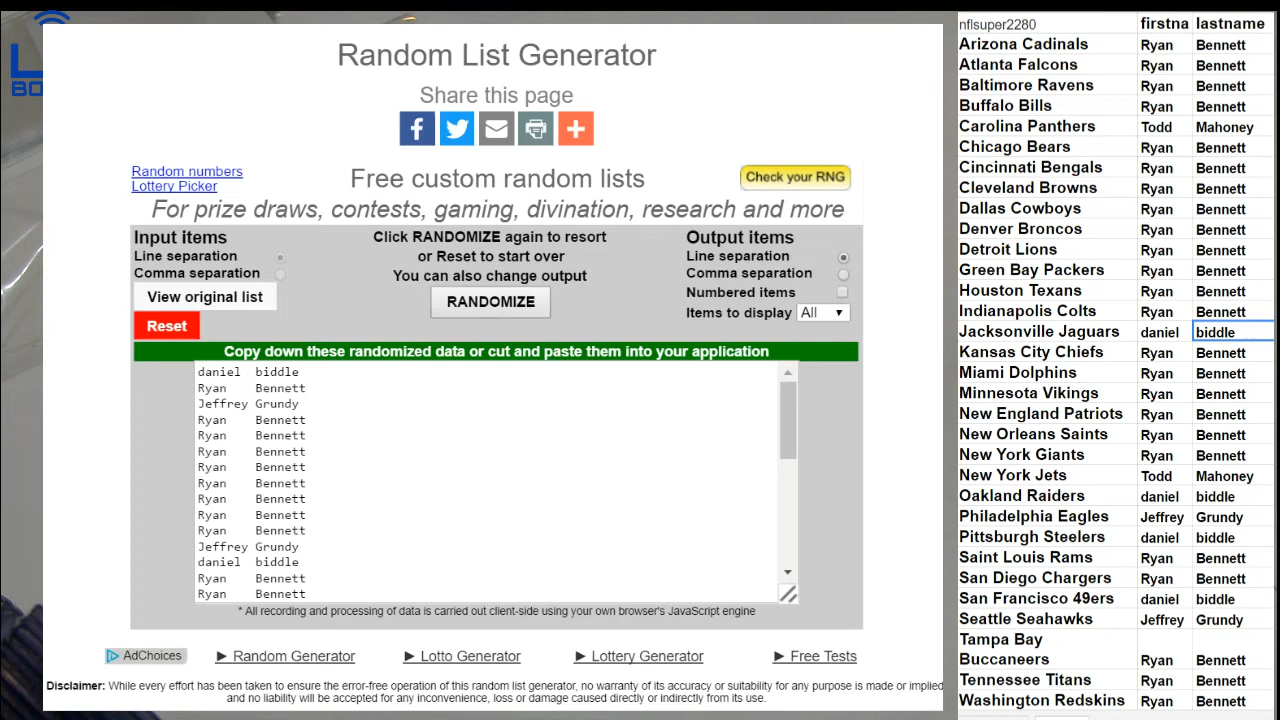 Random List Generator
Share this page
Random numbers
Lottery Picker
Free custom random lists
Check your RNG
For prize draws, contests, gaming, divination, research and more
Input items
Line separation
Comma separation
View original list
Reset
Click RANDOMIZE again to resort
or Reset to start over
You can also change output
RANDOMIZE
Output items
Line separation
Comma separation
Numbered items
Items to display All
Copy down these randomized data or cut and paste them into your application
daniel biddle
Ryan Bennett
Jeffrey Grundy
Ryan Bennett
Ryan Bennett
Ryan Bennett
Ryan Bennett
Ryan Bennett
Ryan Bennett
Ryan Bennett
Ryan Bennett
Jeffrey Grundy
daniel biddle
Ryan Bennett
Ryan Bennett
* All recording and processing of data is carried out client-side using your own browser's JavaScript engine
AdChoices
► Random Generator
► Lotto Generator
► Lottery Generator
► Free Tests
Disclaimer: While every effort has been taken to ensure the error-free operation of this random list generator, no warranty of its accuracy or suitability for any purpose is made or implied
and no liability will be accepted for any inconvenience, loss or damage caused directly or indirectly from its use.
nflsuper2280 firstna lastname
Arizona Cadinals Ryan Bennett
Atlanta Falcons Ryan Bennett
Baltimore Ravens Ryan Bennett
Buffalo Bills Ryan Bennett
Carolina Panthers Todd Mahoney
Chicago Bears Ryan Bennett
Cincinnati Bengals Ryan Bennett
Cleveland Browns Ryan Bennett
Dallas Cowboys Ryan Bennett
Denver Broncos Ryan Bennett
Detroit Lions Ryan Bennett
Green Bay Packers Ryan Bennett
Houston Texans Ryan Bennett
Indianapolis Colts Ryan Bennett
Jacksonville Jaguars daniel biddle
Kansas City Chiefs Ryan Bennett
Miami Dolphins Ryan Bennett
Minnesota Vikings Ryan Bennett
New England Patriots Ryan Bennett
New Orleans Saints Ryan Bennett
New York Giants Ryan Bennett
New York Jets Todd Mahoney
Oakland Raiders daniel biddle
Philadelphia Eagles Jeffrey Grundy
Pittsburgh Steelers daniel biddle
Saint Louis Rams Ryan Bennett
San Diego Chargers Ryan Bennett
San Francisco 49ers daniel biddle
Seattle Seahawks Jeffrey Grundy
Tampa Bay
Buccaneers Ryan Bennett
Tennessee Titans Ryan Bennett
Washington Redskins Ryan Bennett